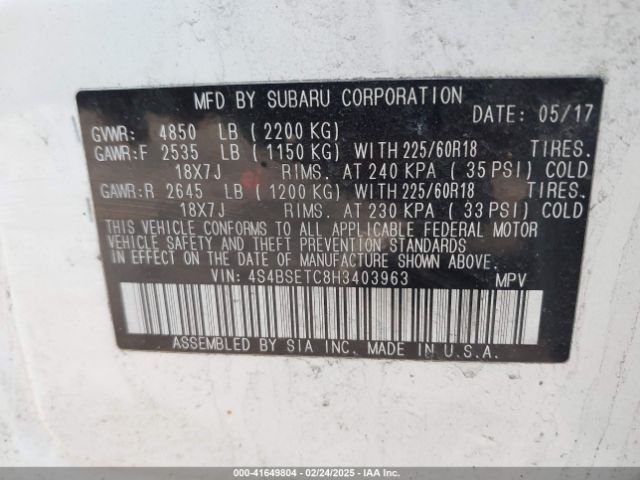 MFD BY SUBARU CORPORATION
DATE: 05/17
GVWR: 4850 LB (2200 KG)
GAWR:F 2535 LB (1150 KG) WITH 225/60R18 TIRES.
18X7J RIMS. AT 240 KPA (35 PSI) COLD
GAWR:R 2645 LB (1200 KG) WITH 225/60R18 TIRES.
18X7J RIMS. AT 230 KPA (33 PSI) COLD
THIS VEHICLE CONFORMS TO ALL APPLICABLE FEDERAL MOTOR
VEHICLE SAFETY AND THEFT PREVENTION STANDARDS
IN EFFECT ON THE DATE OF MANUFACTURE SHOWN ABOVE.
VIN: 4S4BSETC8H3403963 MPV
ASSEMBLED BY SIA INC. MADE IN U.S.A.
000-41649804 - 02/24/2025 - IAA Inc.